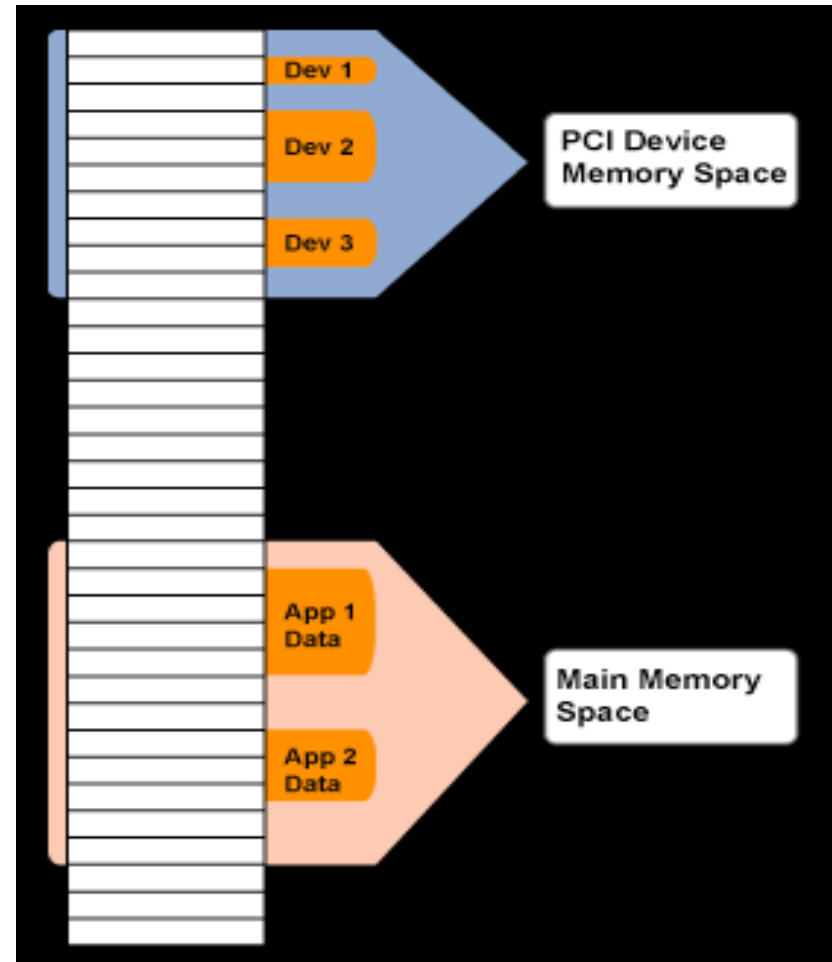 Dev 1
Dev 2
Dev 3
PCI Device
Memory Space
App 1
Data
App 2
Data
Main Memory
Space